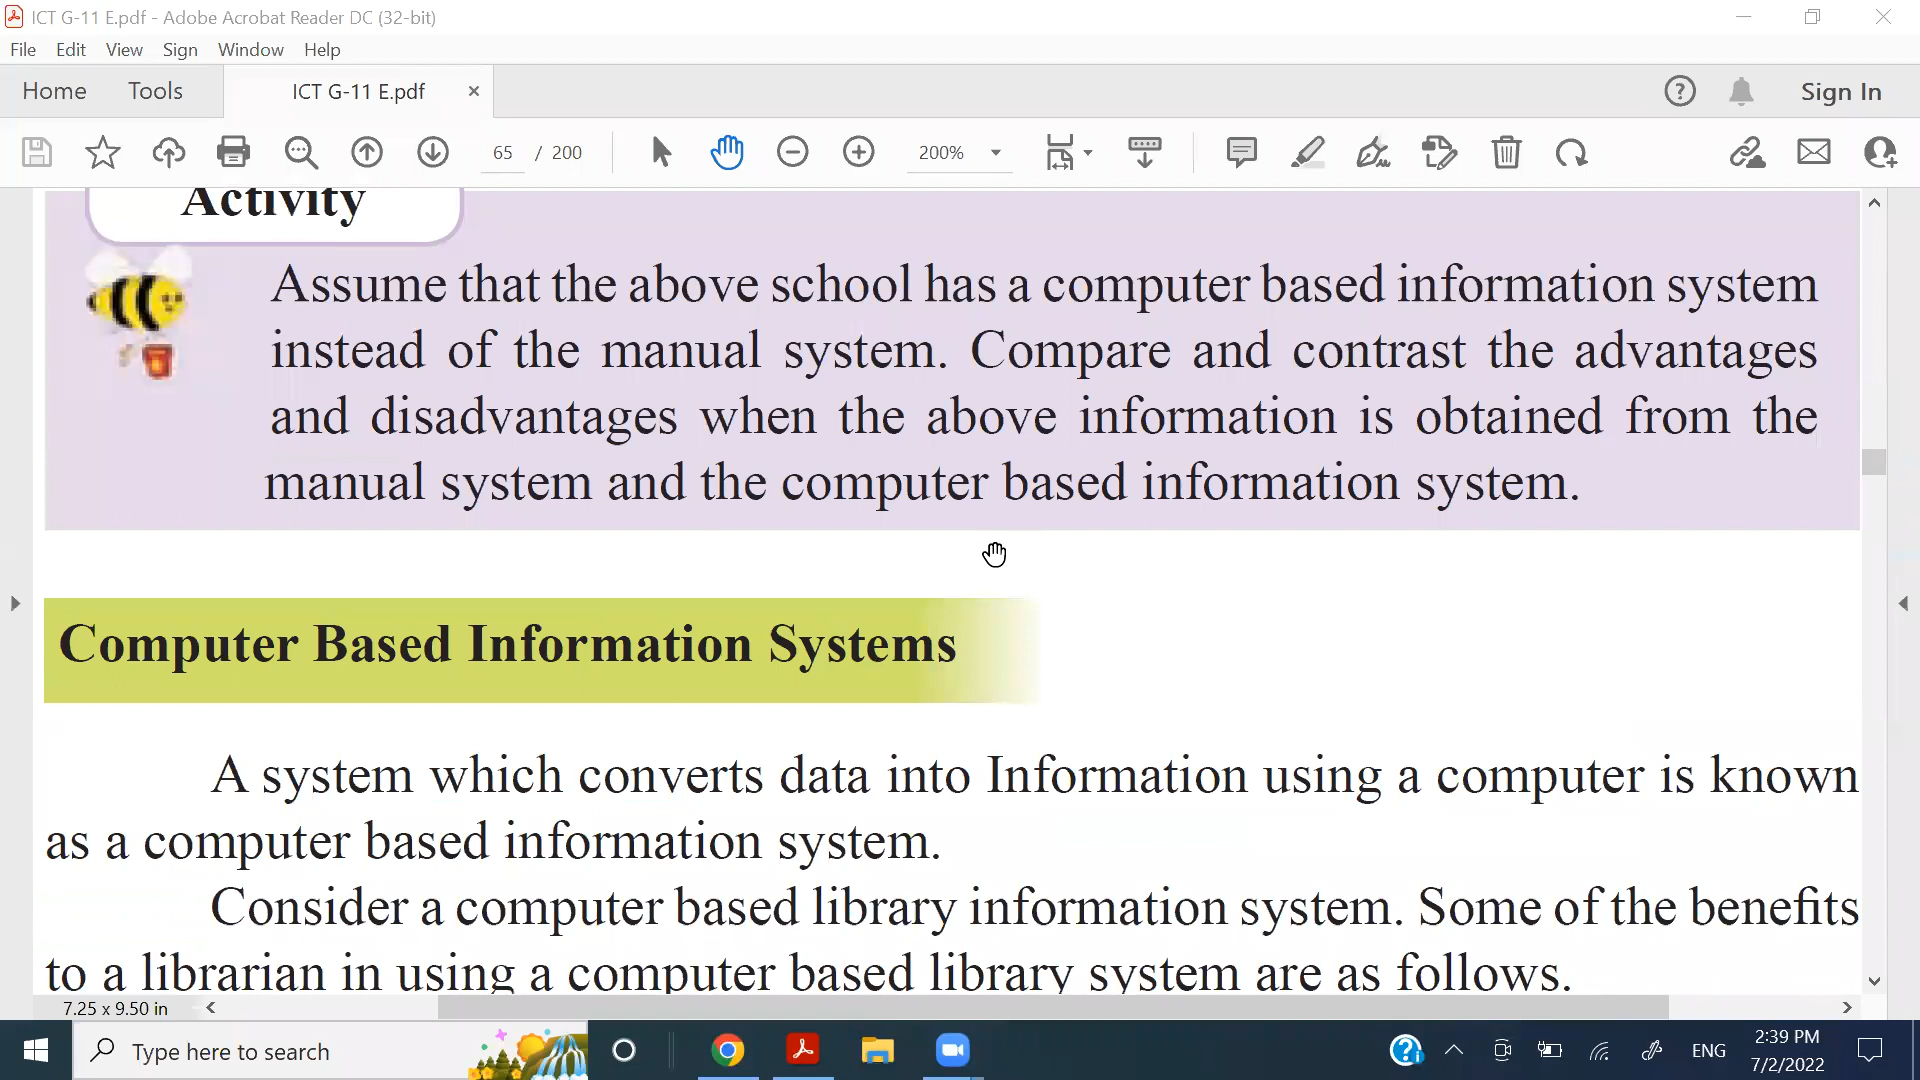 ICT G-11 E.pdf - Adobe Acrobat Reader DC (32-bit)
File Edit View Sign Window Help
Home Tools ICT G-11 E.pdf × Sign In
65 / 200 200%
Activity
Assume that the above school has a computer based information system
instead of the manual system. Compare and contrast the advantages
and disadvantages when the above information is obtained from the
manual system and the computer based information system.
Computer Based Information Systems
A system which converts data into Information using a computer is known
as a computer based information system.
Consider a computer based library information system. Some of the benefits
to a librarian in using a computer based library system are as follows.
7.25 x 9.50 in
Type here to search
ENG
2:39 PM
7/2/2022